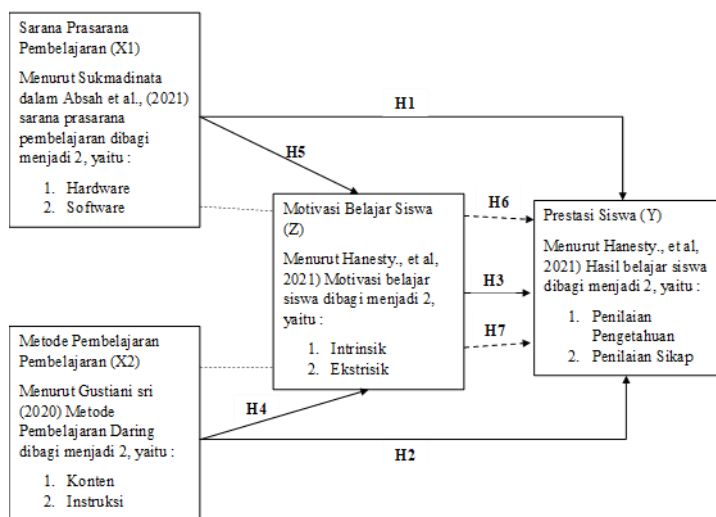 Sarana Prasarana
Pembelajaran (X1)
Menurut Sukmadinata
dalam Absah et al., (2021)
sarana prasarana
pembelajaran dibagi
menjadi 2, yaitu :
1. Hardware
2. Software
H1
H5
Motivasi Belajar Siswa
(Z)
Menurut Hanesty., et al,
2021) Motivasi belajar
siswa dibagi menjadi 2,
yaitu :
1. Intrinsik
2. Ekstrisik
H6
H3
H7
Prestasi Siswa (Y)
Menurut Hanesty., et al,
2021) Hasil belajar siswa
dibagi menjadi 2, yaitu :
1. Penilaian
Pengetahuan
2. Penilaian Sikap
Metode Pembelajaran
Pembelajaran (X2)
Menurut Gustiani sri
(2020) Metode
Pembelajaran Daring
dibagi menjadi 2, yaitu :
1. Konten
2. Instruksi
H4
H2